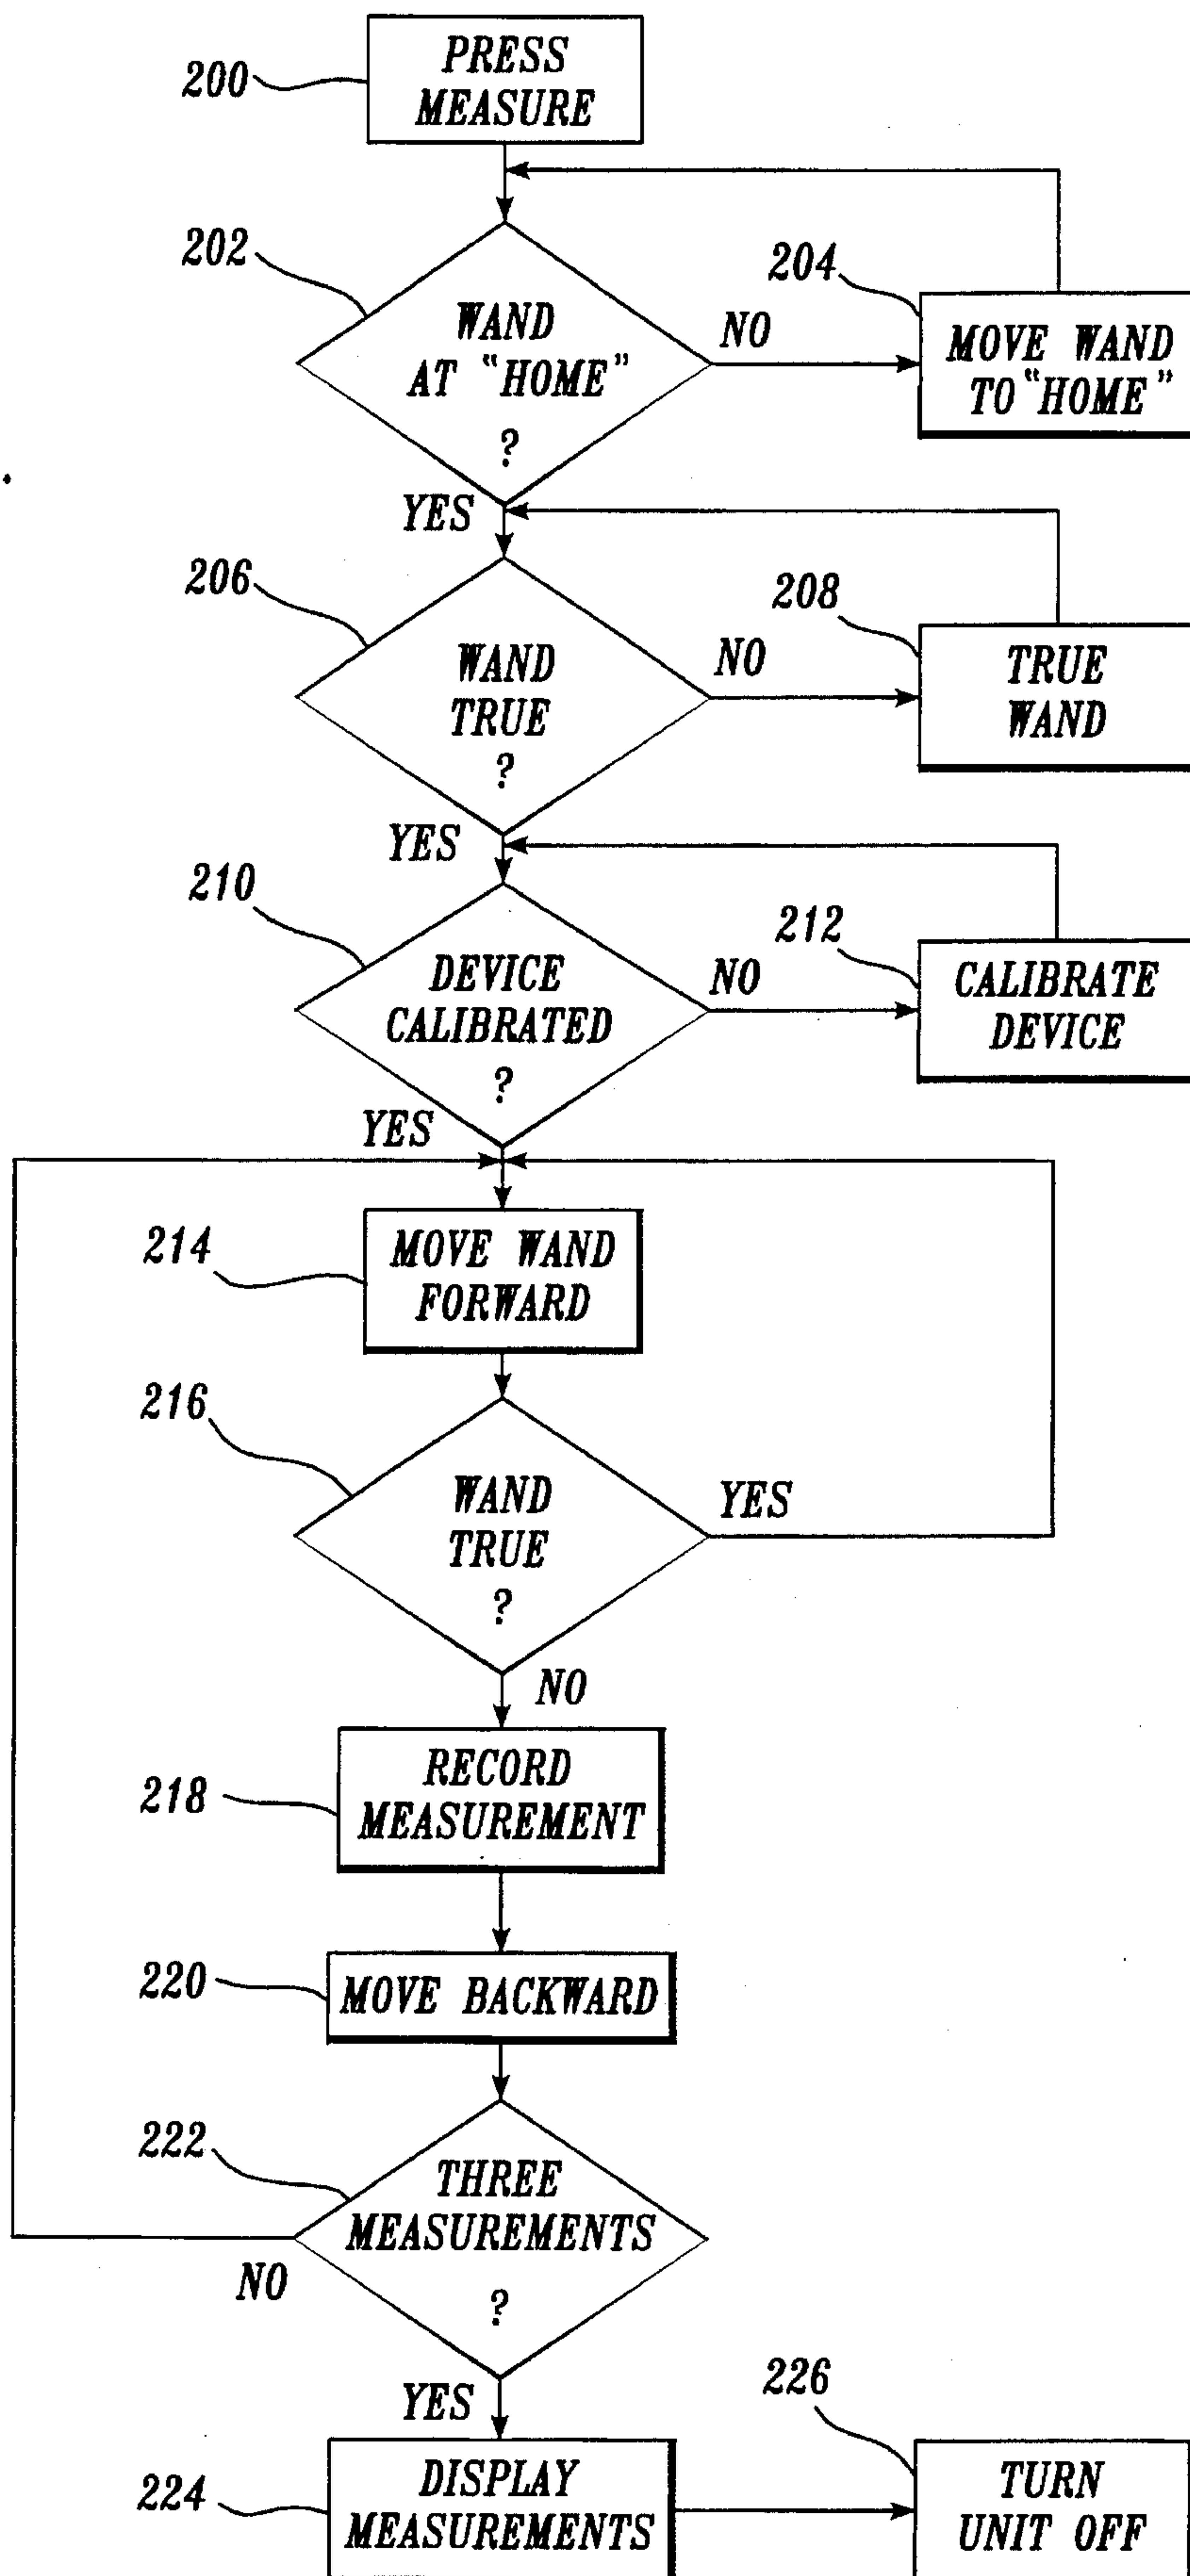 200
PRESS
MEASURE
202
WAND
AT "HOME"
?
NO
204
MOVE WAND
TO "HOME"
YES
206
WAND
TRUE
?
NO
208
TRUE
WAND
YES
210
DEVICE
CALIBRATED
?
NO
212
CALIBRATE
DEVICE
YES
214
MOVE WAND
FORWARD
216
WAND
TRUE
?
YES
NO
218
RECORD
MEASUREMENT
220
MOVE BACKWARD
222
THREE
MEASUREMENTS
?
NO
YES
224
DISPLAY
MEASUREMENTS
226
TURN
UNIT OFF